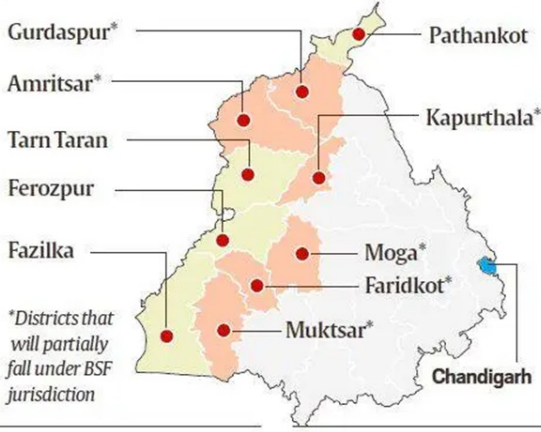 Gurdaspur*
Pathankot
Amritsar*
Kapurthala*
Tarn Taran
Ferozpur
Fazilka
Moga*
Faridkot*
Muktsar*
Chandigarh
*Districts that
will partially
fall under BSF
jurisdiction